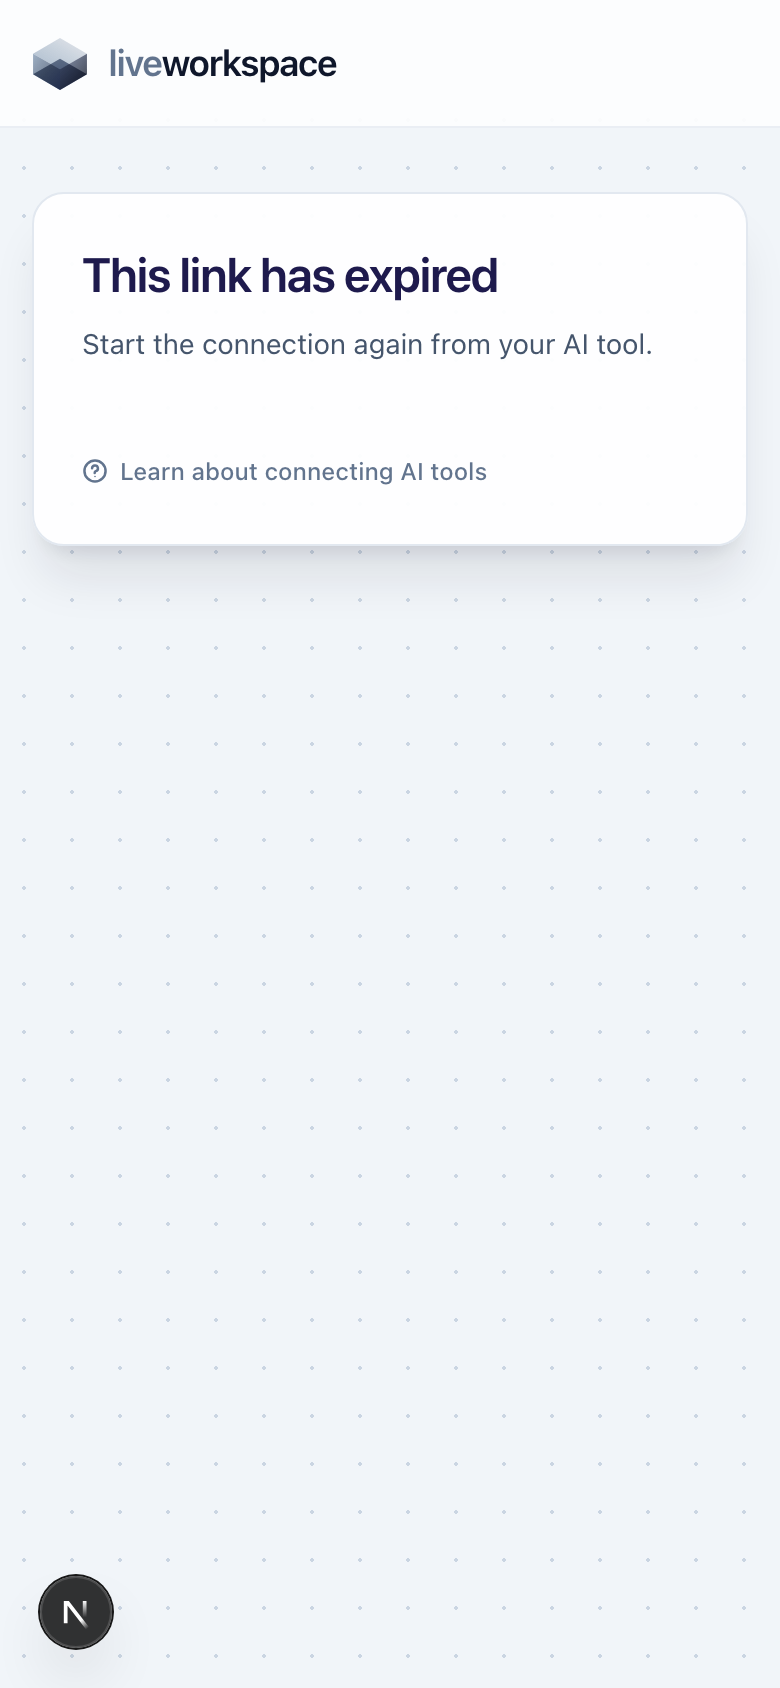 liveworkspace
This link has expired
Start the connection again from your AI tool.
Learn about connecting AI tools
N